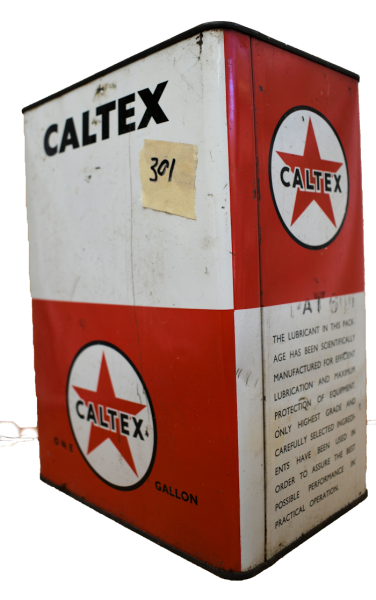 CALTEX
301
CALTEX
ONE GALLON
CALTEX
THE LUBRICANT IN THIS PACK-
AGE HAS BEEN SCIENTIFICALLY
MANUFACTURED FOR EFFICIENT
LUBRICATION AND MAXIMUM
PROTECTION OF EQUIPMENT.
ONLY HIGHEST GRADE AND
CAREFULLY SELECTED INGREDI-
ENTS HAVE BEEN USED IN
ORDER TO ASSURE THE BEST
POSSIBLE PERFORMANCE IN
PRACTICAL OPERATION.